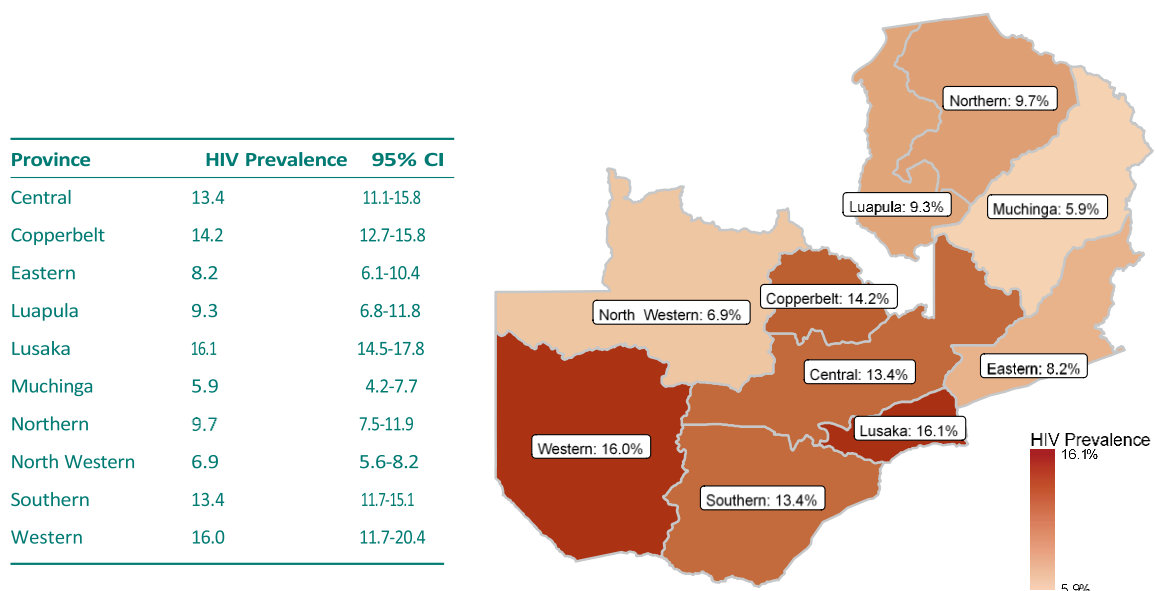 Province HIV Prevalence 95% CI
Central 13.4 11.1-15.8
Copperbelt 14.2 12.7-15.8
Eastern 8.2 6.1-10.4
Luapula 9.3 6.8-11.8
Lusaka 16.1 14.5-17.8
Muchinga 5.9 4.2-7.7
Northern 9.7 7.5-11.9
North Western 6.9 5.6-8.2
Southern 13.4 11.7-15.1
Western 16.0 11.7-20.4
Northern: 9.7%
Luapula: 9.3%
Muchinga: 5.9%
Copperbelt: 14.2%
North Western: 6.9%
Central: 13.4%
Eastern: 8.2%
Lusaka: 16.1%
Western: 16.0%
Southern: 13.4%
HIV Prevalence
16.1%
5.9%